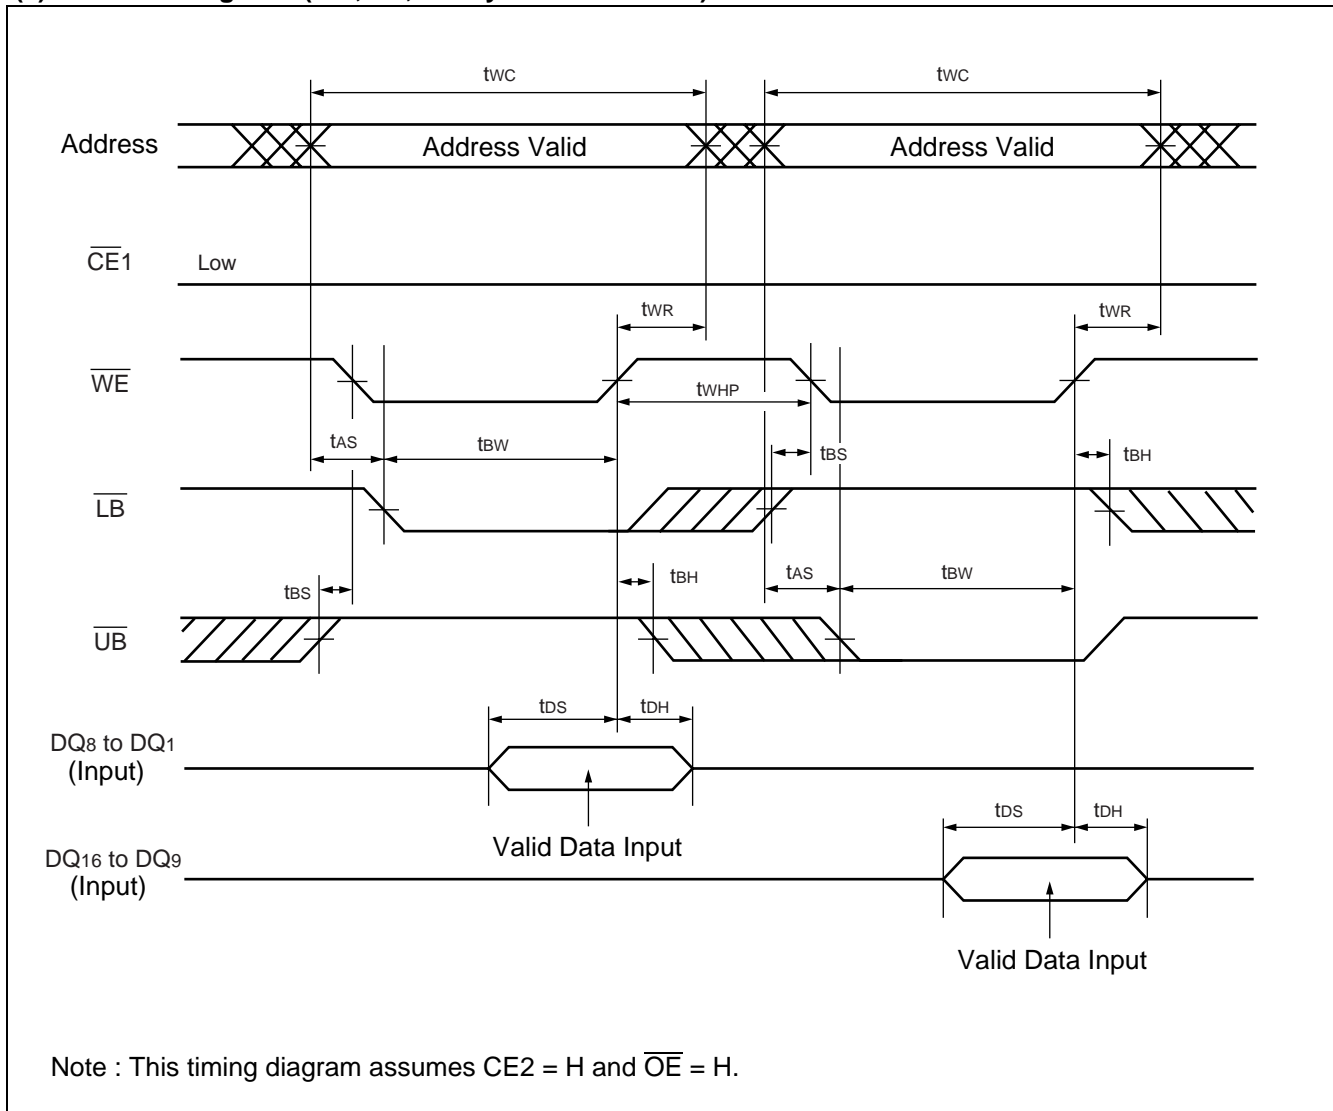 tWC tWC
Address Address Valid Address Valid
CE1 Low
tWR tWR
WE
tWHP
tAS tBW tBS tBH
LB
tBS tBH tAS tBW
UB
tDS tDH
DQ8 to DQ1
(Input)
tDS tDH
Valid Data Input
DQ16 to DQ9
(Input)
Valid Data Input
Note : This timing diagram assumes CE2 = H and OE = H.